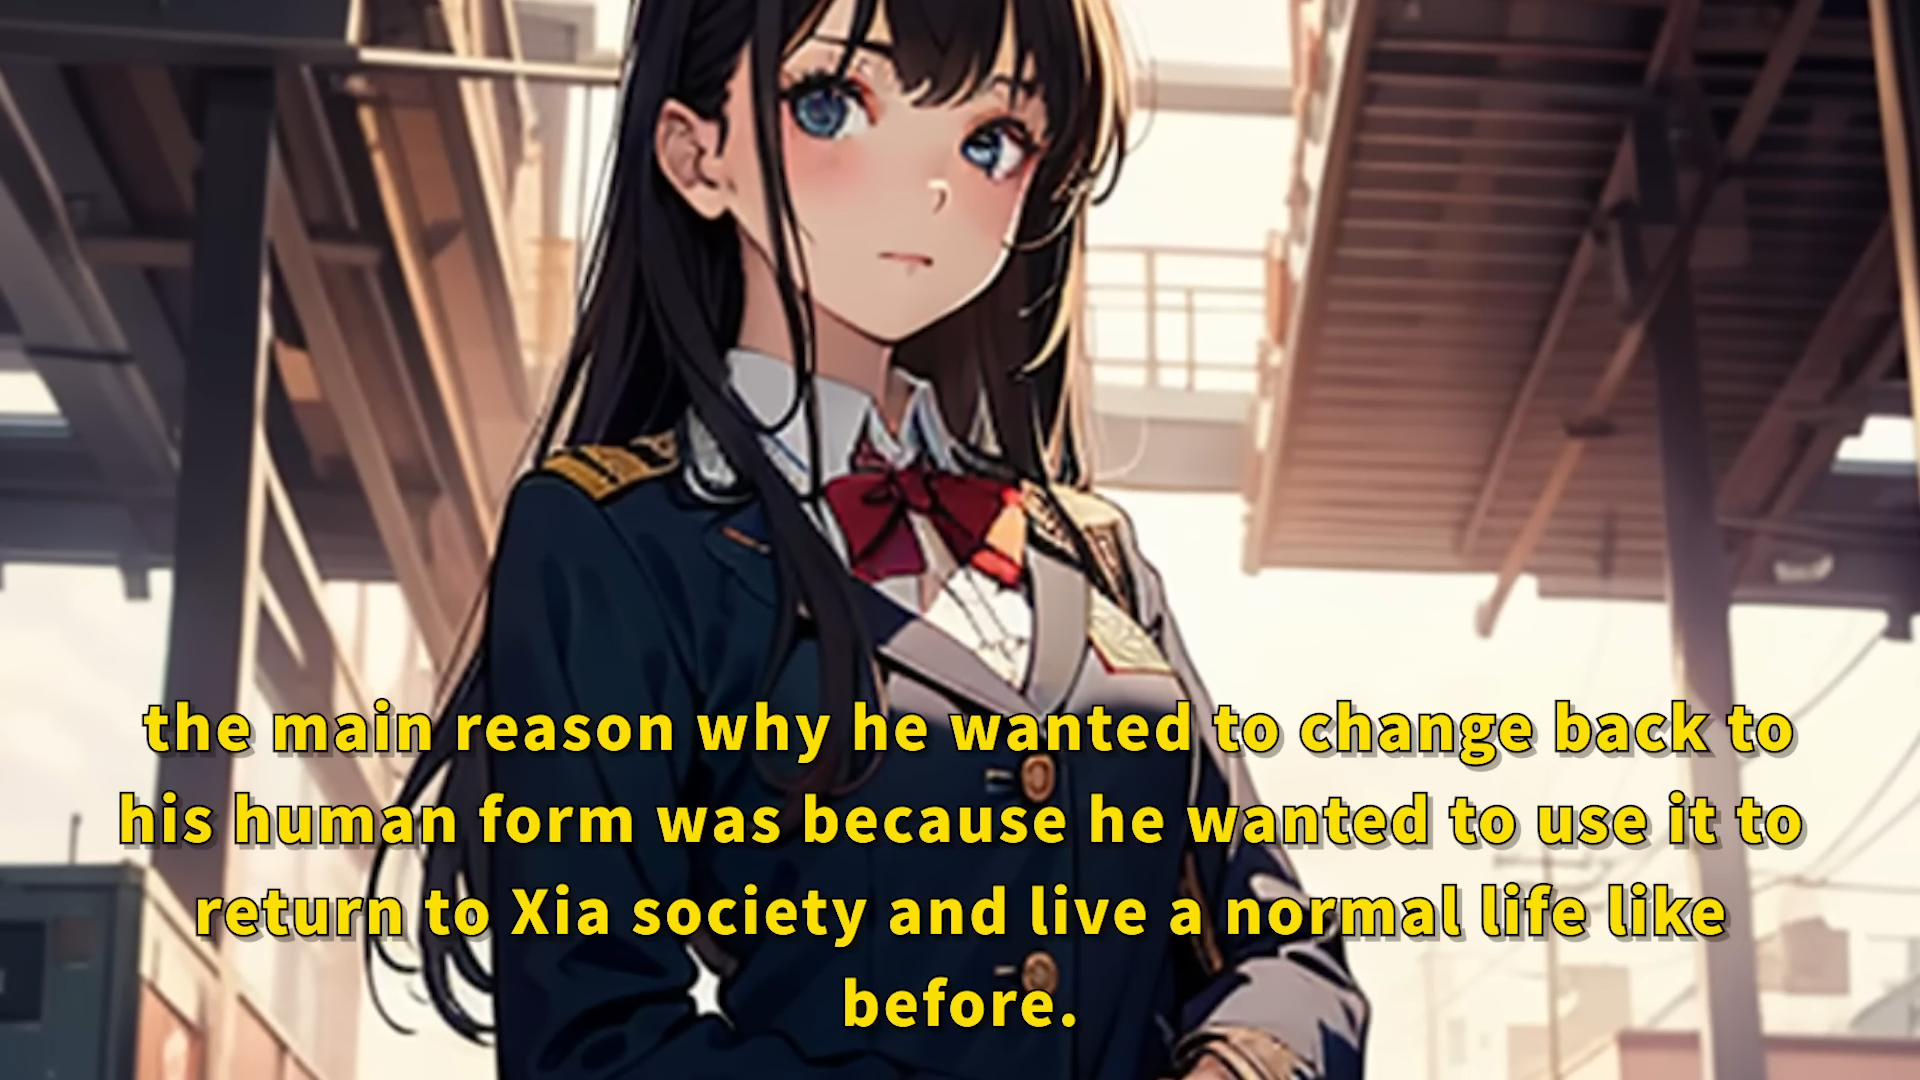 the main reason why he wanted to change back to
his human form was because he wanted to use it to
return to Xia society and live a normal life like
before.